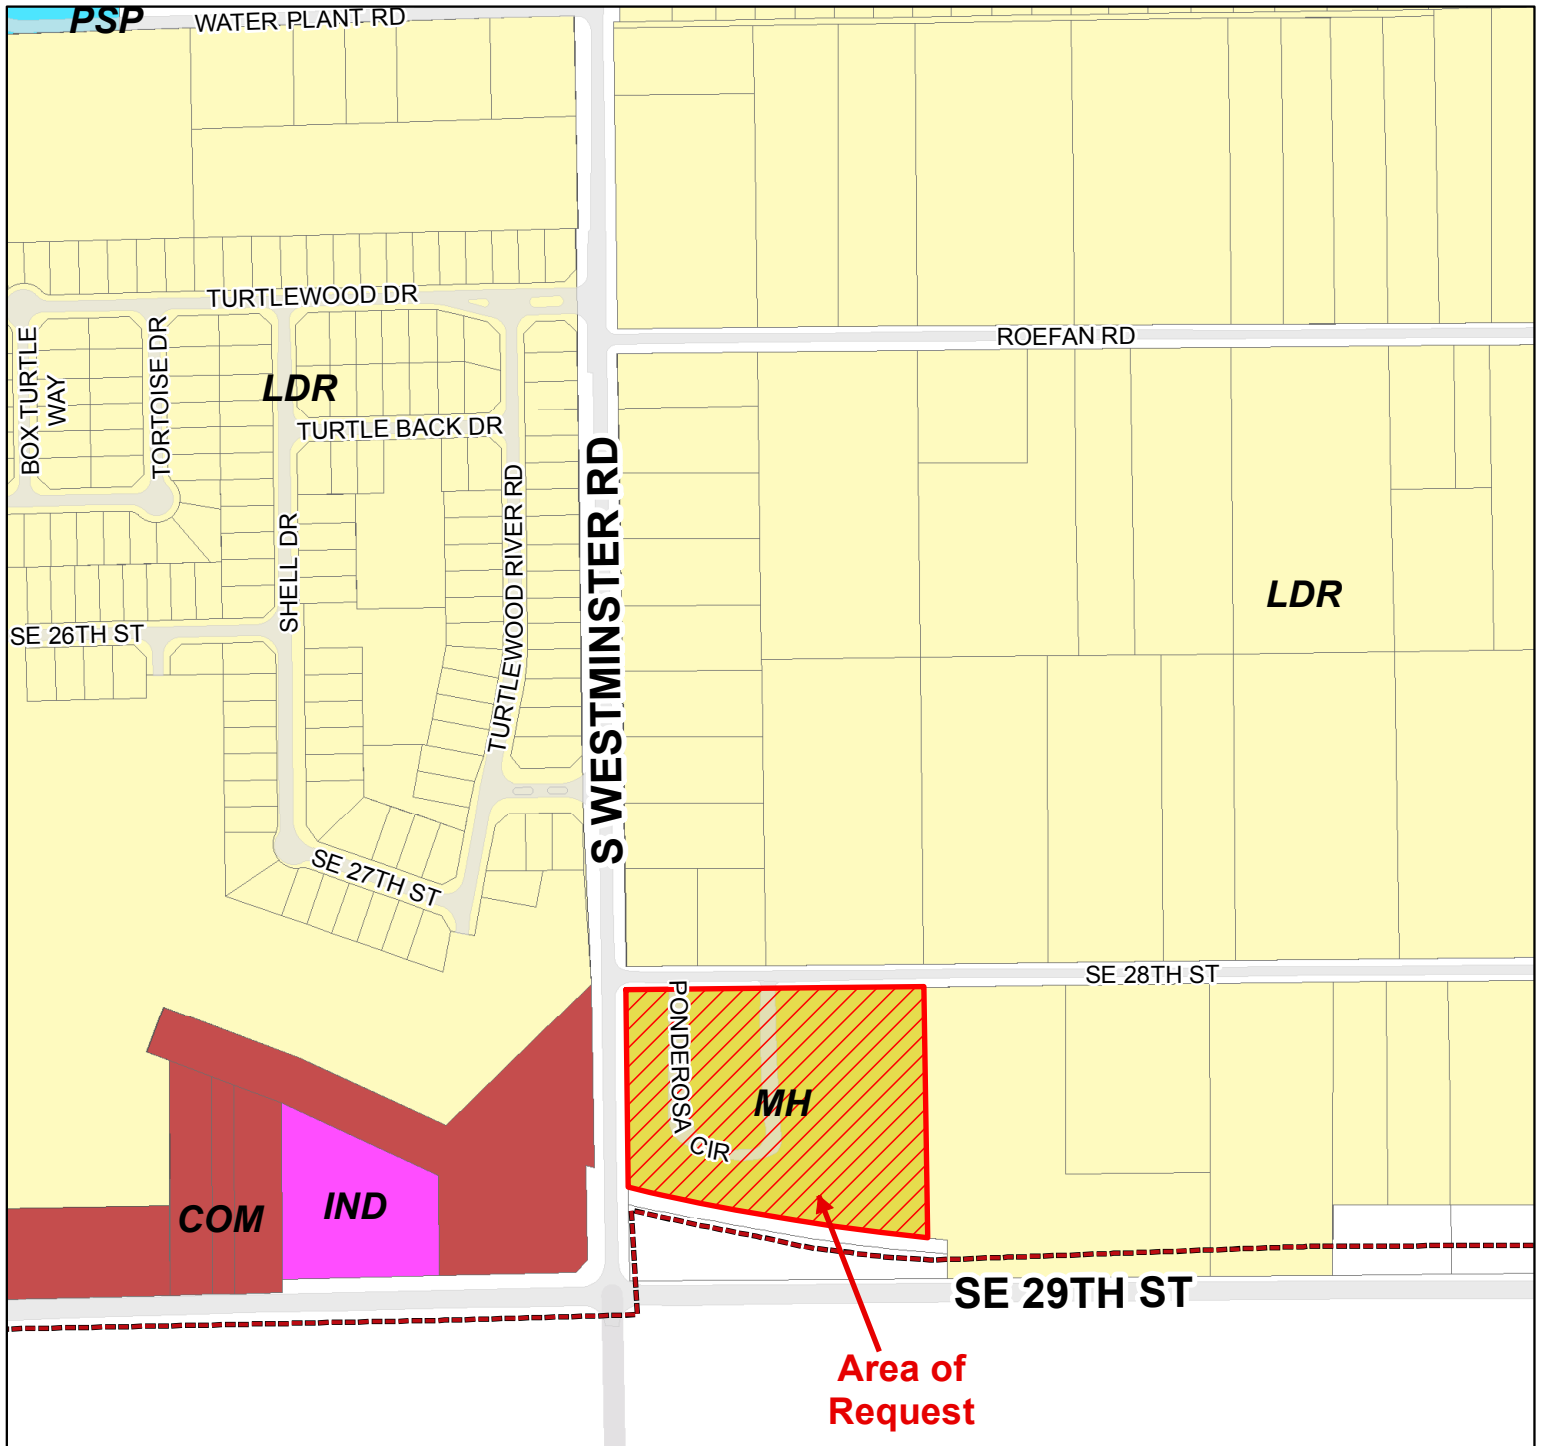 PSP
WATER PLANT RD
TURTLEWOOD DR
ROEFAN RD
BOX TURTLE
WAY
TORTOISE DR
LDR
TURTLE BACK DR
S WESTMINSTER RD
TURTLEWOOD RIVER RD
SHELL DR
LDR
SE 26TH ST
SE 27TH ST
SE 28TH ST
PONDEROSA
CIR
MH
COM
IND
SE 29TH ST
Area of
Request